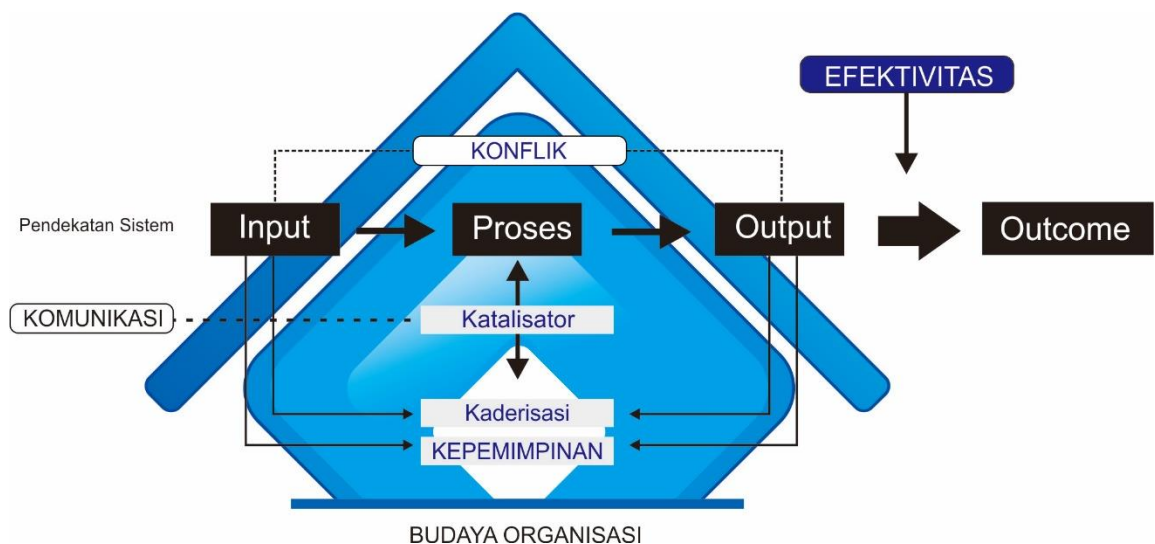 EFEKTIVITAS
KONFLIK
Pendekatan Sistem
Input
Proses
Output
Outcome
KOMUNIKASI
Katalisator
Kaderisasi
KEPEMIMPINAN
BUDAYA ORGANISASI